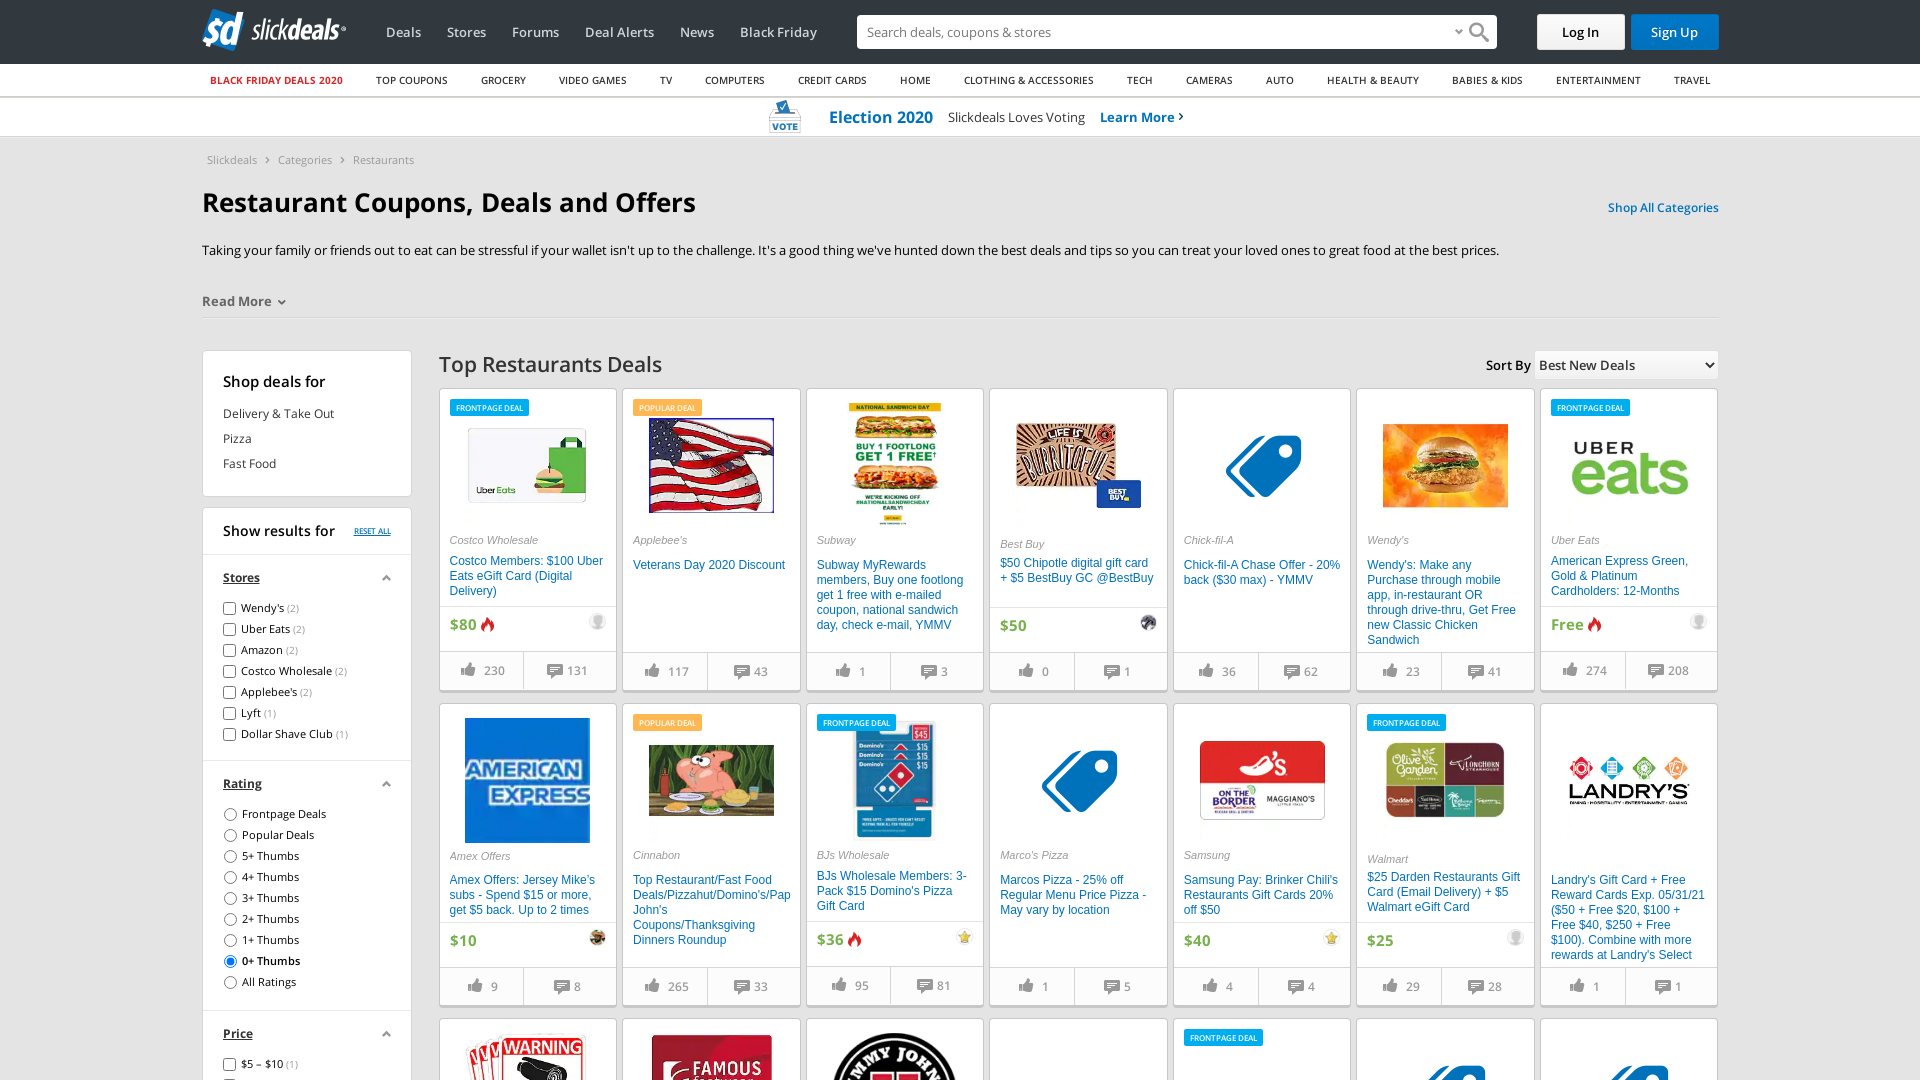 sd slickdeals
Deals
Stores
Forums
Deal Alerts
News
Black Friday
Search deals, coupons & stores
Log In
Sign Up
BLACK FRIDAY DEALS 2020
TOP COUPONS
GROCERY
VIDEO GAMES
TV
COMPUTERS
CREDIT CARDS
HOME
CLOTHING & ACCESSORIES
TECH
CAMERAS
AUTO
HEALTH & BEAUTY
BABIES & KIDS
ENTERTAINMENT
TRAVEL
VOTE
Election 2020
Slickdeals Loves Voting
Learn More
Slickdeals
Categories
Restaurants
Restaurant Coupons, Deals and Offers
Shop All Categories
Taking your family or friends out to eat can be stressful if your wallet isn't up to the challenge. It's a good thing we've hunted down the best deals and tips so you can treat your loved ones to great food at the best prices.
Read More
Shop deals for
Delivery & Take Out
Pizza
Fast Food
Show results for
RESET ALL
Stores
Wendy's (2)
Uber Eats (2)
Amazon (2)
Costco Wholesale (2)
Applebee's (2)
Lyft (1)
Dollar Shave Club (1)
Rating
Frontpage Deals
Popular Deals
5+ Thumbs
4+ Thumbs
3+ Thumbs
2+ Thumbs
1+ Thumbs
0+ Thumbs
All Ratings
Price
$5 – $10 (1)
Top Restaurants Deals
Sort By
Best New Deals
FRONTPAGE DEAL
Uber Eats
Costco Wholesale
Costco Members: $100 Uber
Eats eGift Card (Digital
Delivery)
$80
230
131
POPULAR DEAL
Applebee's
Veterans Day 2020 Discount
117
43
NATIONAL SANDWICH DAY
BUY 1 FOOTLONG
GET 1 FREE†
WE'RE KICKING OFF
#NATIONALSANDWICHDAY
EARLY!
Subway
Subway MyRewards
members, Buy one footlong
get 1 free with e-mailed
coupon, national sandwich
day, check e-mail, YMMV
1
3
LIFE IS
BURRITOFUL
BEST
BUY
Best Buy
$50 Chipotle digital gift card
+ $5 BestBuy GC @BestBuy
$50
0
1
Chick-fil-A
Chick-fil-A Chase Offer - 20%
back ($30 max) - YMMV
36
62
Wendy's
Wendy's: Make any
Purchase through mobile
app, in-restaurant OR
through drive-thru, Get Free
new Classic Chicken
Sandwich
23
41
FRONTPAGE DEAL
UBER
eats
Uber Eats
American Express Green,
Gold & Platinum
Cardholders: 12-Months
Free
274
208
AMERICAN
EXPRESS
Amex Offers
Amex Offers: Jersey Mike's
subs - Spend $15 or more,
get $5 back. Up to 2 times
$10
9
8
POPULAR DEAL
Cinnabon
Top Restaurant/Fast Food
Deals/Pizzahut/Domino's/Pap
John's
Coupons/Thanksgiving
Dinners Roundup
265
33
FRONTPAGE DEAL
$45
Domino's $15
Domino's $15
Domino's $15
BJs Wholesale
BJs Wholesale Members: 3-
Pack $15 Domino's Pizza
Gift Card
$36
95
81
Marco's Pizza
Marcos Pizza - 25% off
Regular Menu Price Pizza -
May vary by location
1
5
chili's
ON THE
BORDER
MAGGIANO'S
Samsung
Samsung Pay: Brinker Chili's
Restaurants Gift Cards 20%
off $50
$40
4
4
FRONTPAGE DEAL
Olive
Garden
LONGHORN
STEAKHOUSE
Cheddar's
Walmart
$25 Darden Restaurants Gift
Card (Email Delivery) + $5
Walmart eGift Card
$25
29
28
LANDRY'S
DINING • HOSPITALITY • ENTERTAINMENT • GAMING
Landry's Gift Card + Free
Reward Cards Exp. 05/31/21
($50 + Free $20, $100 +
Free $40, $250 + Free
$100). Combine with more
rewards at Landry's Select
1
1
WARNING
FAMOUS
footwear
JIMMY JOHN
FRONTPAGE DEAL